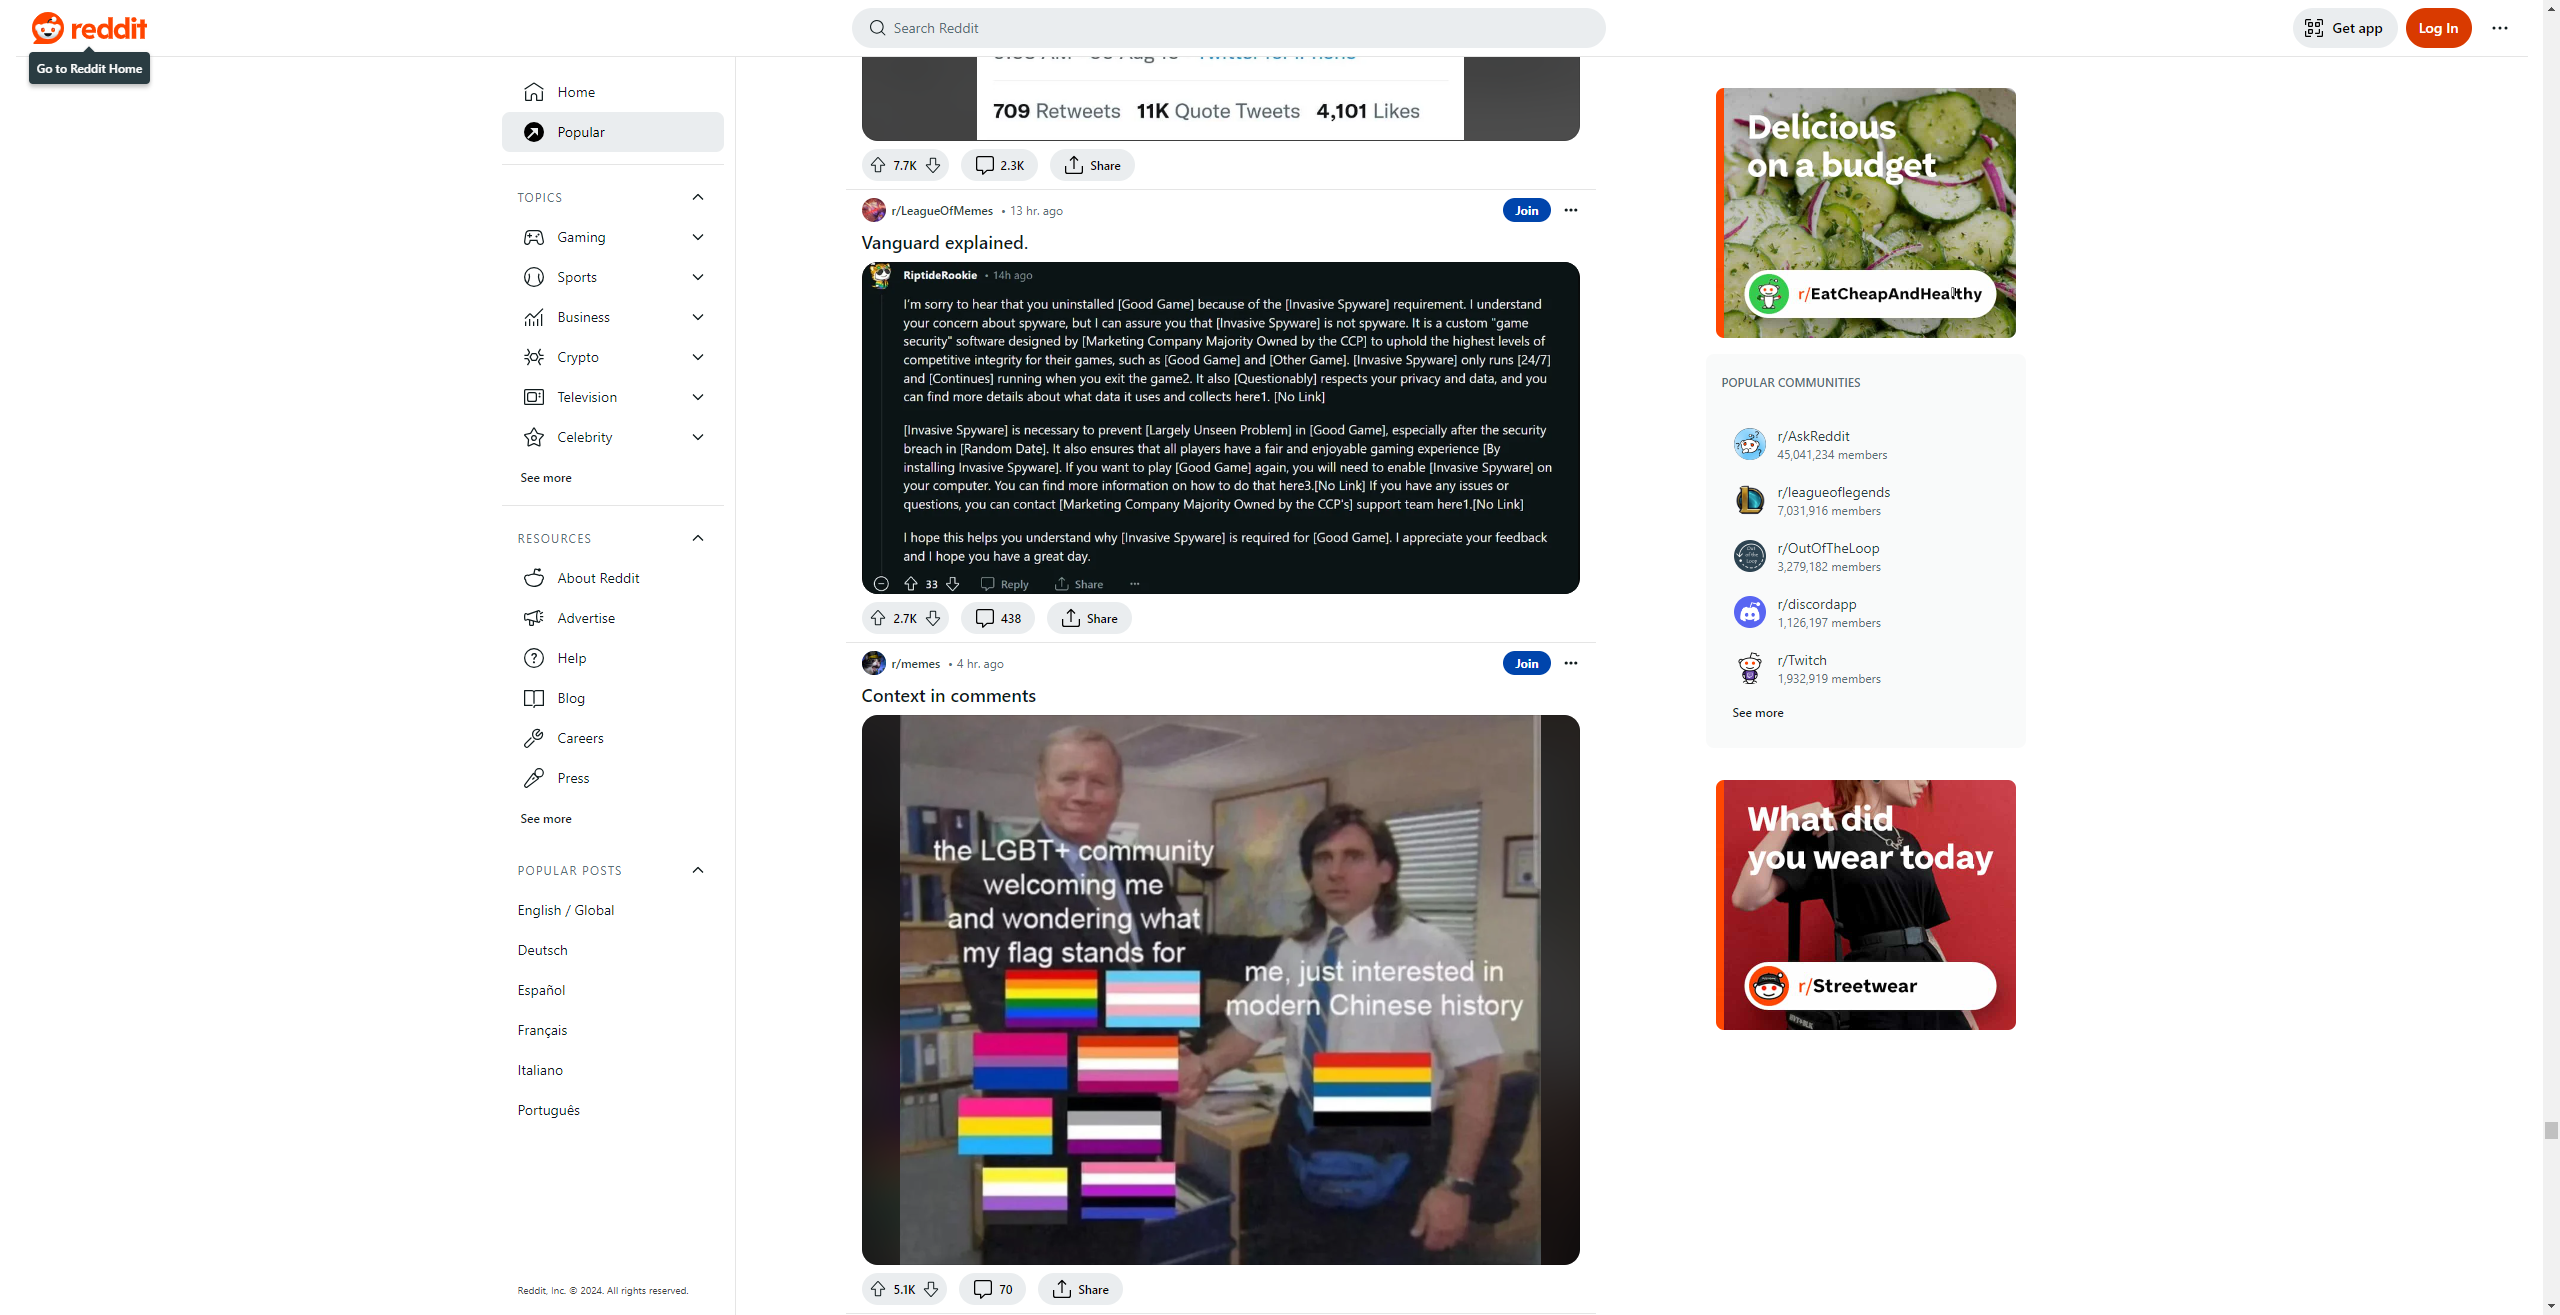 reddit
Search Reddit
Get app
Log In
Go to Reddit Home
Home
Popular
TOPICS
Gaming
Sports
Business
Crypto
Television
Celebrity
See more
RESOURCES
About Reddit
Advertise
Help
Blog
Careers
Press
See more
POPULAR POSTS
English / Global
Deutsch
Español
Français
Italiano
Português
Reddit, Inc. © 2024. All rights reserved.
709 Retweets 11K Quote Tweets 4,101 Likes
7.7K 2.3K Share
r/LeagueOfMemes • 13 hr. ago
Join
Vanguard explained.
RiptideRookie • 14h ago
I'm sorry to hear that you uninstalled [Good Game] because of the [Invasive Spyware] requirement. I understand
your concern about spyware, but I can assure you that [Invasive Spyware] is not spyware. It is a custom "game
security" software designed by [Marketing Company Majority Owned by the CCP] to uphold the highest levels of
competitive integrity for their games, such as [Good Game] and [Other Game]. [Invasive Spyware] only runs [24/7]
and [Continues] running when you exit the game2. It also [Questionably] respects your privacy and data, and you
can find more details about what data it uses and collects here1. [No Link]
[Invasive Spyware] is necessary to prevent [Largely Unseen Problem] in [Good Game], especially after the security
breach in [Random Date]. It also ensures that all players have a fair and enjoyable gaming experience [By
installing Invasive Spyware]. If you want to play [Good Game] again, you will need to enable [Invasive Spyware] on
your computer. You can find more information on how to do that here3.[No Link] If you have any issues or
questions, you can contact [Marketing Company Majority Owned by the CCP's] support team here1.[No Link]
I hope this helps you understand why [Invasive Spyware] is required for [Good Game]. I appreciate your feedback
and I hope you have a great day.
33 Reply Share
2.7K 438 Share
r/memes • 4 hr. ago
Join
Context in comments
the LGBT+ community
welcoming me
and wondering what
my flag stands for
me, just interested in
modern Chinese history
5.1K 70 Share
Delicious
on a budget
r/EatCheapAndHealthy
POPULAR COMMUNITIES
r/AskReddit
45,041,234 members
r/leagueoflegends
7,031,916 members
r/OutOfTheLoop
3,279,182 members
r/discordapp
1,126,197 members
r/Twitch
1,932,919 members
See more
What did
you wear today
r/Streetwear